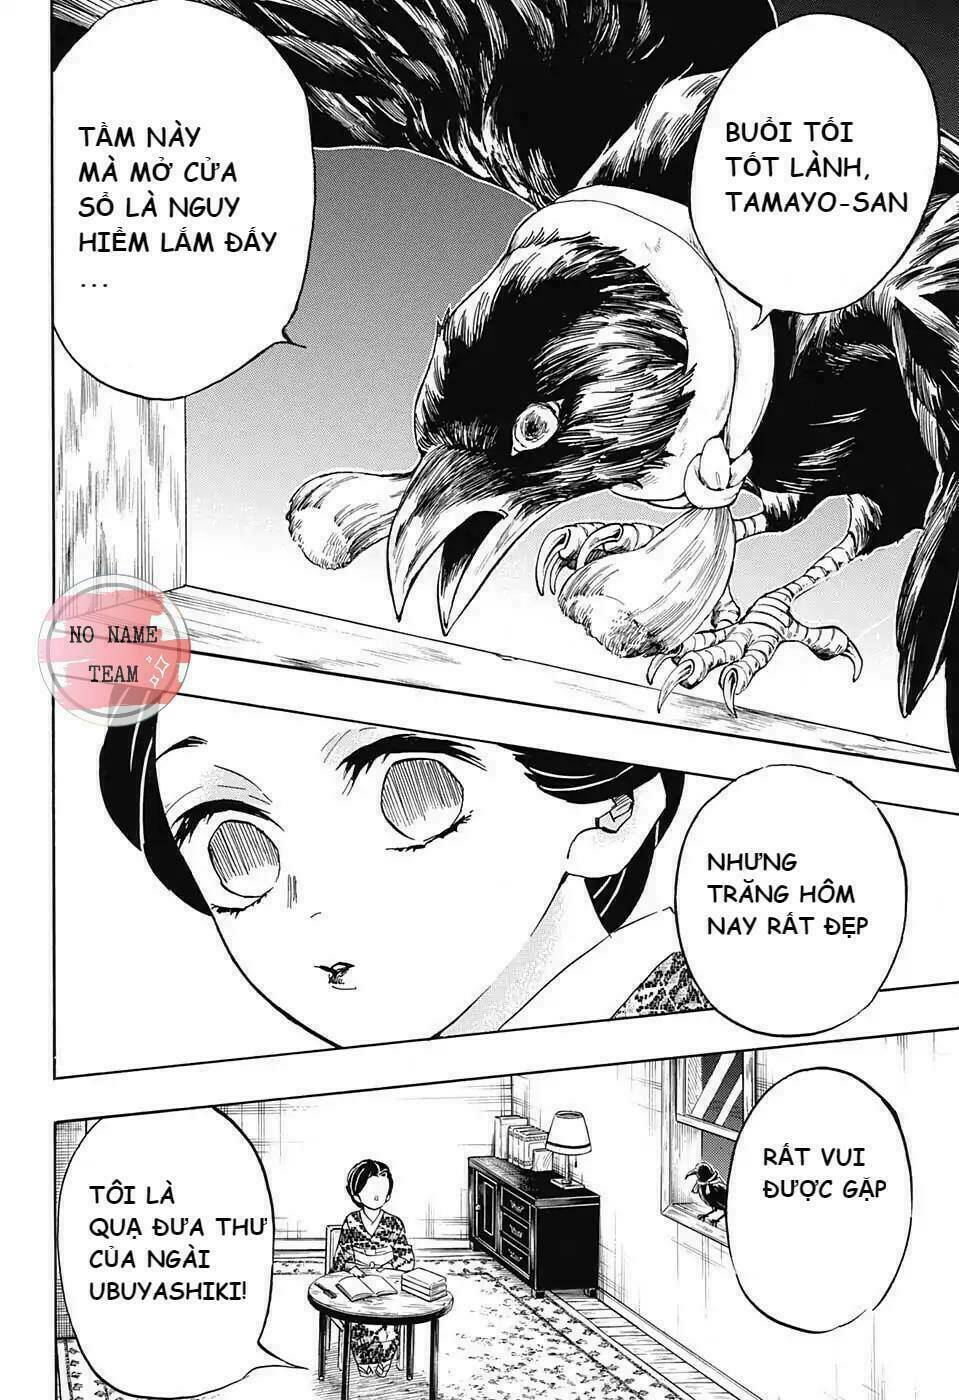 BUỔI TỐI
TỐT LÀNH,
TAMAYO-SAN
TẦM NÀY
MÀ MỞ CỬA
SỔ LÀ NGUY
HIỂM LẮM ĐẤY
...
NO NAME
TEAM
NHƯNG
TRĂNG HÔM
NAY RẤT ĐẸP
RẤT VUI
ĐƯỢC GẶP
TÔI LÀ
QUẠ ĐƯA THƯ
CỦA NGÀI
UBUYASHIKI!